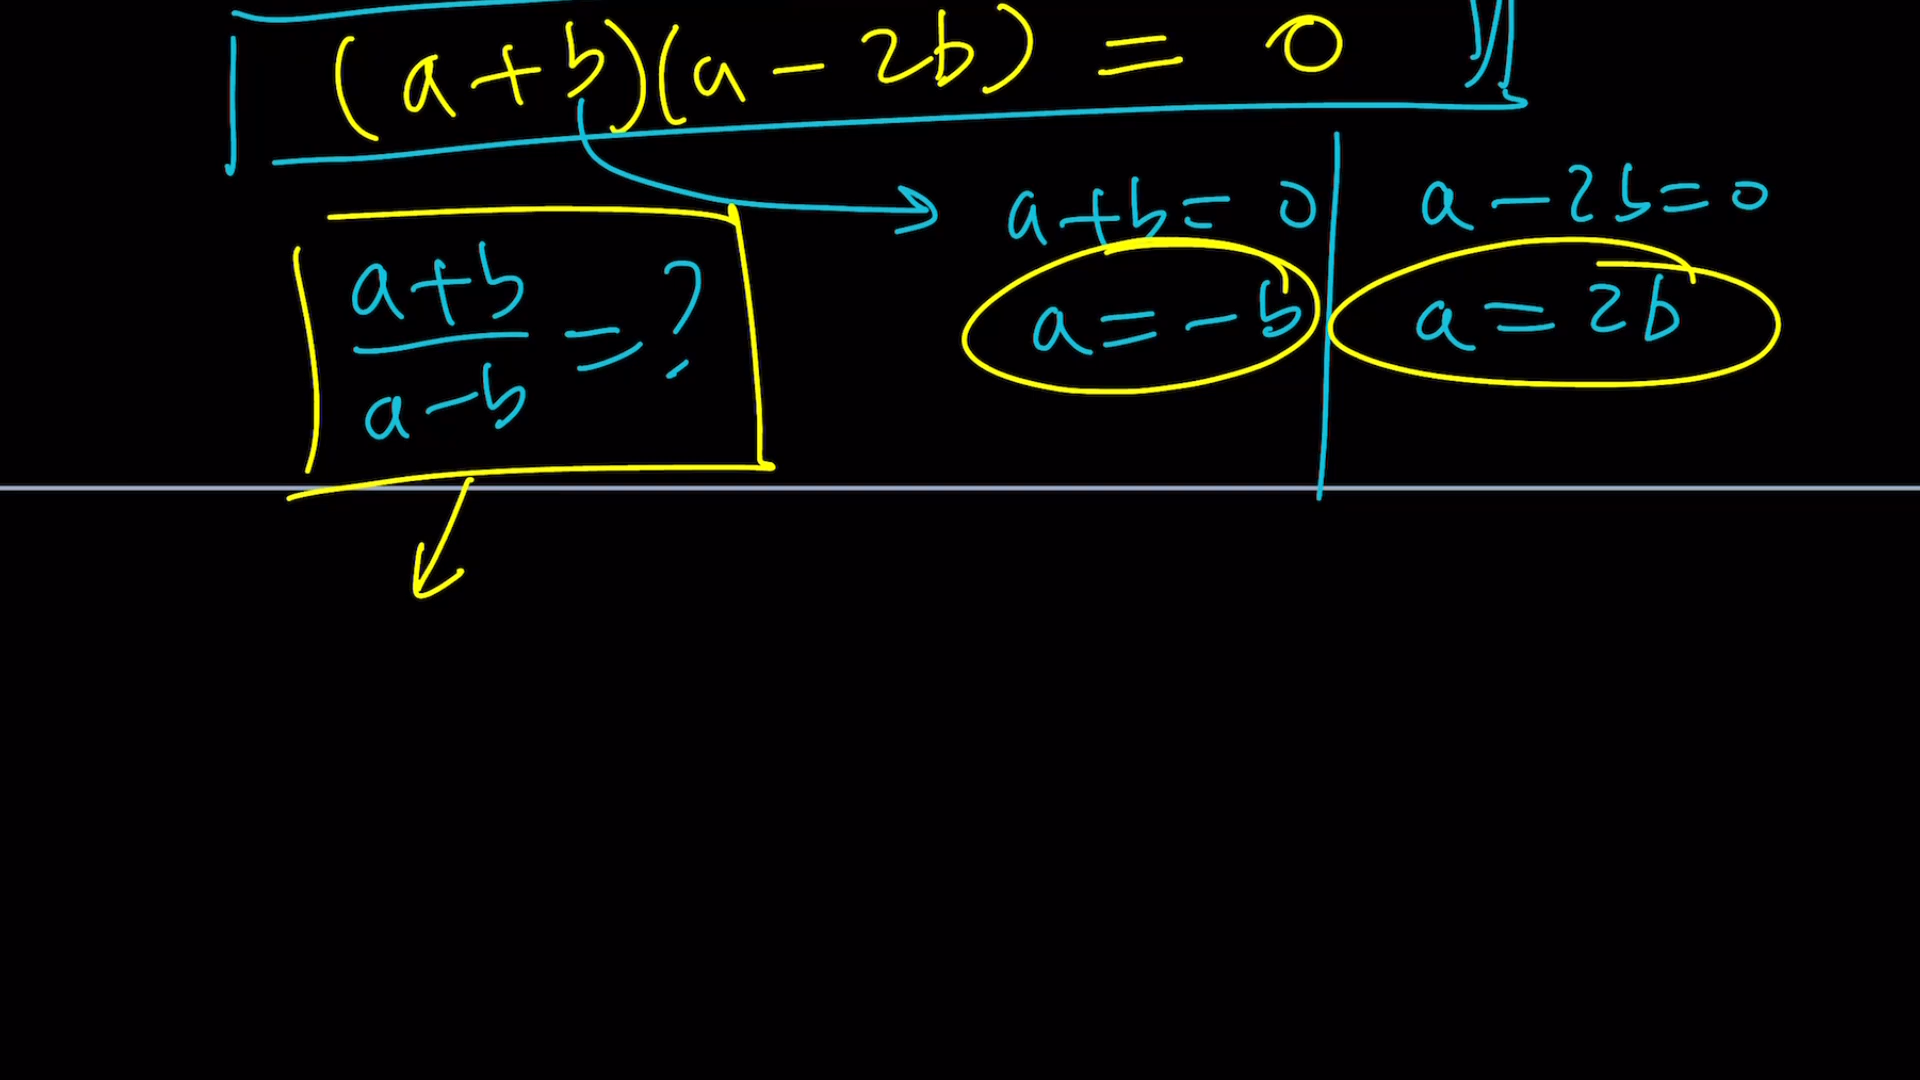 (a+b)(a-2b) = 0
a+b=0
a-2b=0
a+b/a-b = ?
a=-b
a=2b